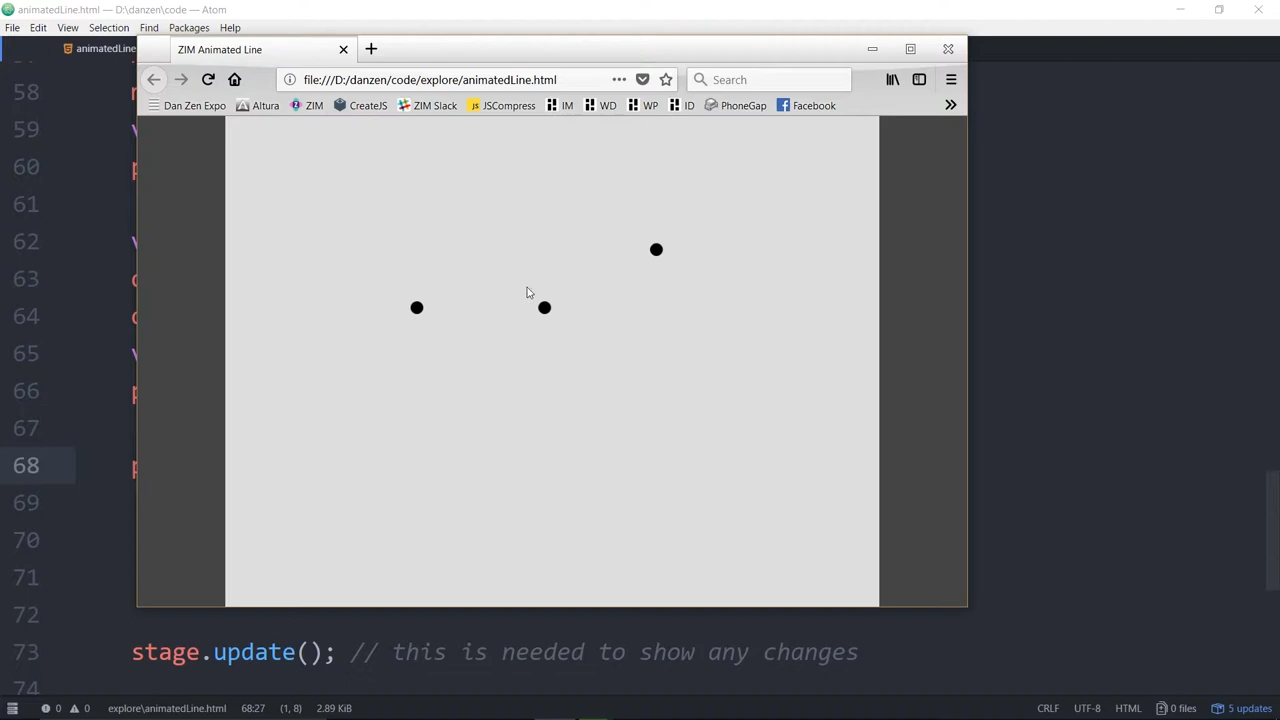 animatedLine.html — D:\danzen\code — Atom
File Edit View Selection Find Packages Help
animatedLine
ZIM Animated Line
file:///D:/danzen/code/explore/animatedLine.html
Search
Dan Zen Expo Altura ZIM CreateJS ZIM Slack JSCompress IM WD WP ID PhoneGap Facebook
58
59
60
61
62
63
64
65
66
67
68
69
70
71
72
73 stage.update(); // this is needed to show any changes
74
0 0 explore\animatedLine.html 68:27 (1, 8) 2.89 KiB CRLF UTF-8 HTML 0 files 5 updates